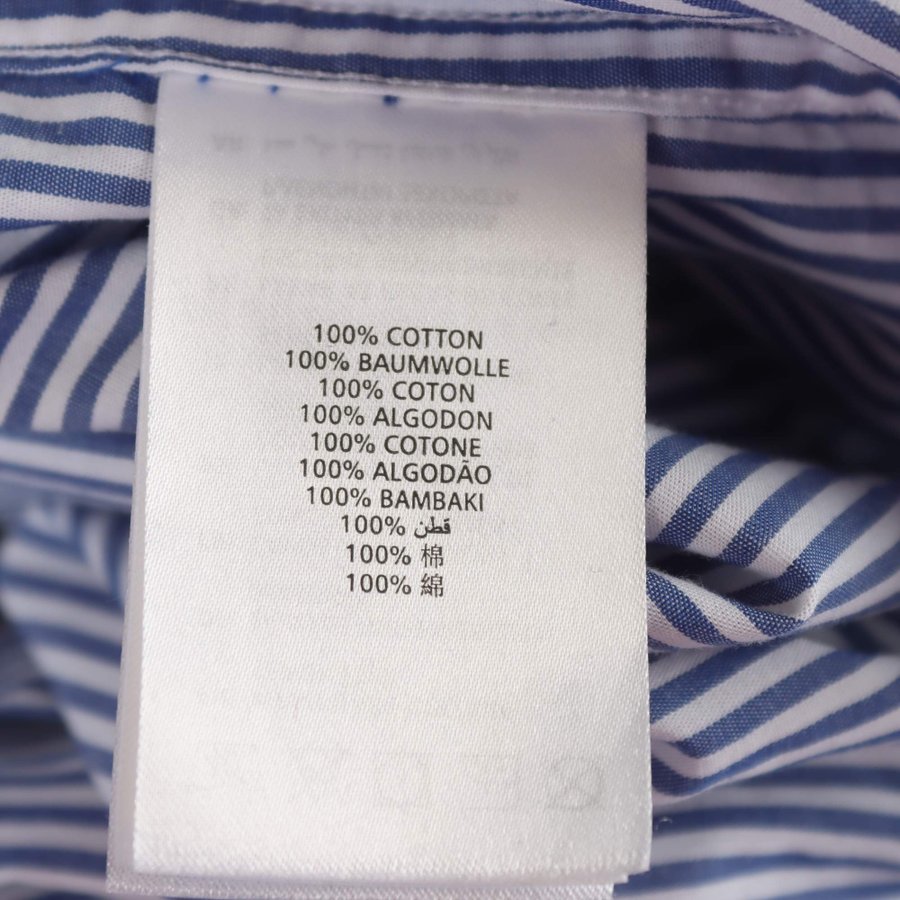 100% COTTON
100% BAUMWOLLE
100% COTON
100% ALGODON
100% COTONE
100% ALGODÃO
100% BAMBAKI
100% قطن
100% 棉
100% 綿